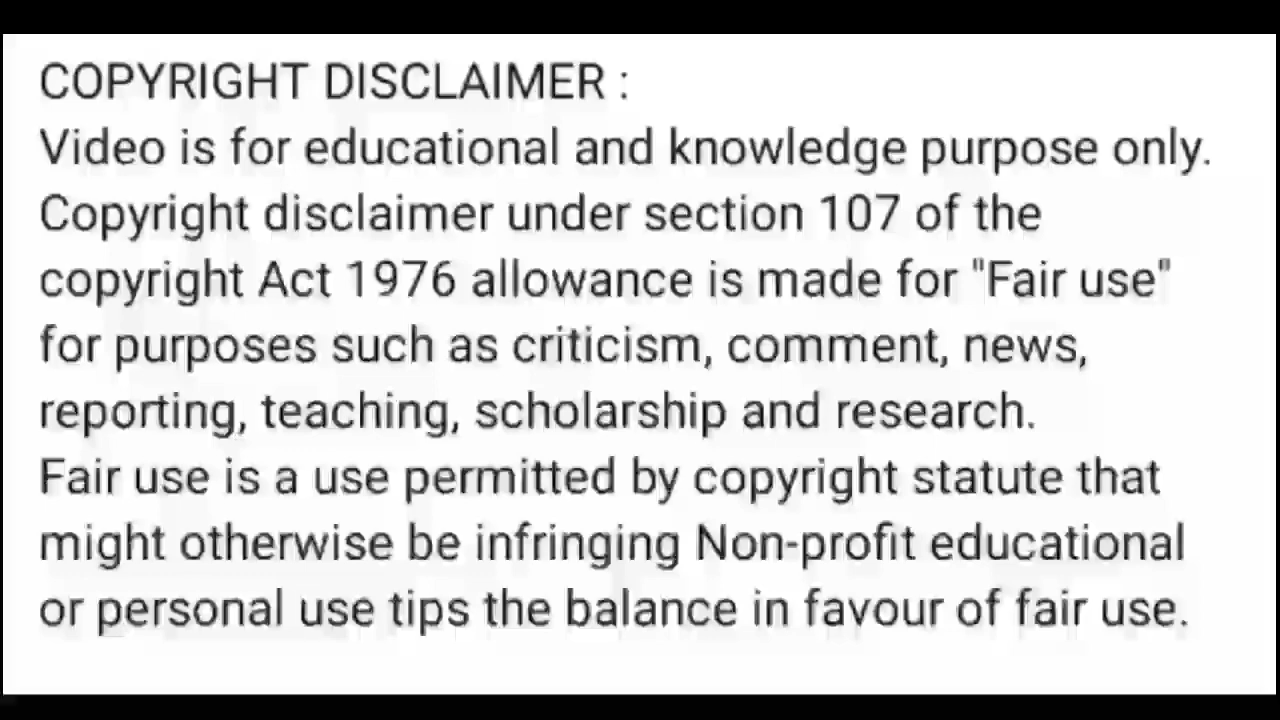 COPYRIGHT DISCLAIMER :
Video is for educational and knowledge purpose only.
Copyright disclaimer under section 107 of the
copyright Act 1976 allowance is made for "Fair use"
for purposes such as criticism, comment, news,
reporting, teaching, scholarship and research.
Fair use is a use permitted by copyright statute that
might otherwise be infringing Non-profit educational
or personal use tips the balance in favour of fair use.